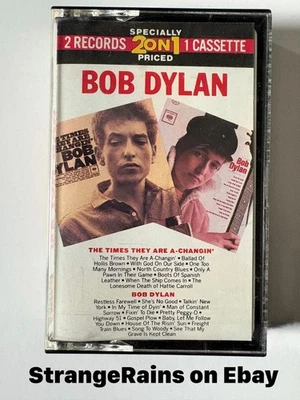 SPECIALLY
2 RECORDS 2ON1 1 CASSETTE
PRICED
BOB DYLAN
TIMES
THEY ARE
BOB
DYLAN
Bob
Dylan
THE TIMES THEY ARE A-CHANGIN'
The Times They Are A-Changin' • Ballad Of
Hollis Brown • With God On Our Side • One Too
Many Mornings • North Country Blues • Only A
Pawn In Their Game • Boots Of Spanish
Leather • When The Ship Comes In • The
Lonesome Death of Hattie Carroll
BOB DYLAN
Restless Farewell • She's No Good • Talkin' New
York • In My Time of Dyin' • Man of Constant
Sorrow • Fixin' To Die • Pretty Peggy O •
Highway 51 • Gospel Plow • Baby, Let Me Follow
You Down • House Of The Risin' Sun • Freight
Train Blues • Song To Woody • See That My
Grave Is Kept Clean
StrangeRains on Ebay